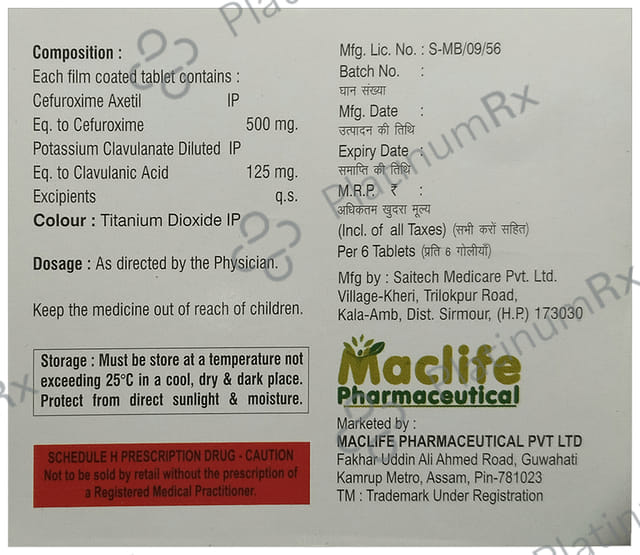 Composition :
Each film coated tablet contains :
Cefuroxime Axetil IP
Eq. to Cefuroxime 500 mg.
Potassium Clavulanate Diluted IP
Eq. to Clavulanic Acid 125 mg.
Excipients q.s.
Colour : Titanium Dioxide IP
Dosage : As directed by the Physician.
Keep the medicine out of reach of children.
Storage : Must be store at a temperature not
exceeding 25°C in a cool, dry & dark place.
Protect from direct sunlight & moisture.
SCHEDULE H PRESCRIPTION DRUG - CAUTION
Not to be sold by retail without the prescription of
a Registered Medical Practitioner.
Mfg. Lic. No. : S-MB/09/56
Batch No. :
घान संख्या
Mfg. Date :
उत्पादन की तिथि
Expiry Date :
समाप्ति की तिथि
M.R.P. ₹ :
अधिकतम खुदरा मूल्य
(Incl. of all Taxes) (सभी करों सहित)
Per 6 Tablets (प्रति 6 गोलीयाँ)
Mfg by : Saitech Medicare Pvt. Ltd.
Village-Kheri, Trilokpur Road,
Kala-Amb, Dist. Sirmour, (H.P.) 173030
Maclife
Pharmaceutical
Marketed by :
MACLIFE PHARMACEUTICAL PVT LTD
Fakhar Uddin Ali Ahmed Road, Guwahati
Kamrup Metro, Assam, Pin-781023
TM : Trademark Under Registration
PlatinumRx
PlatinumRx
PlatinumRx